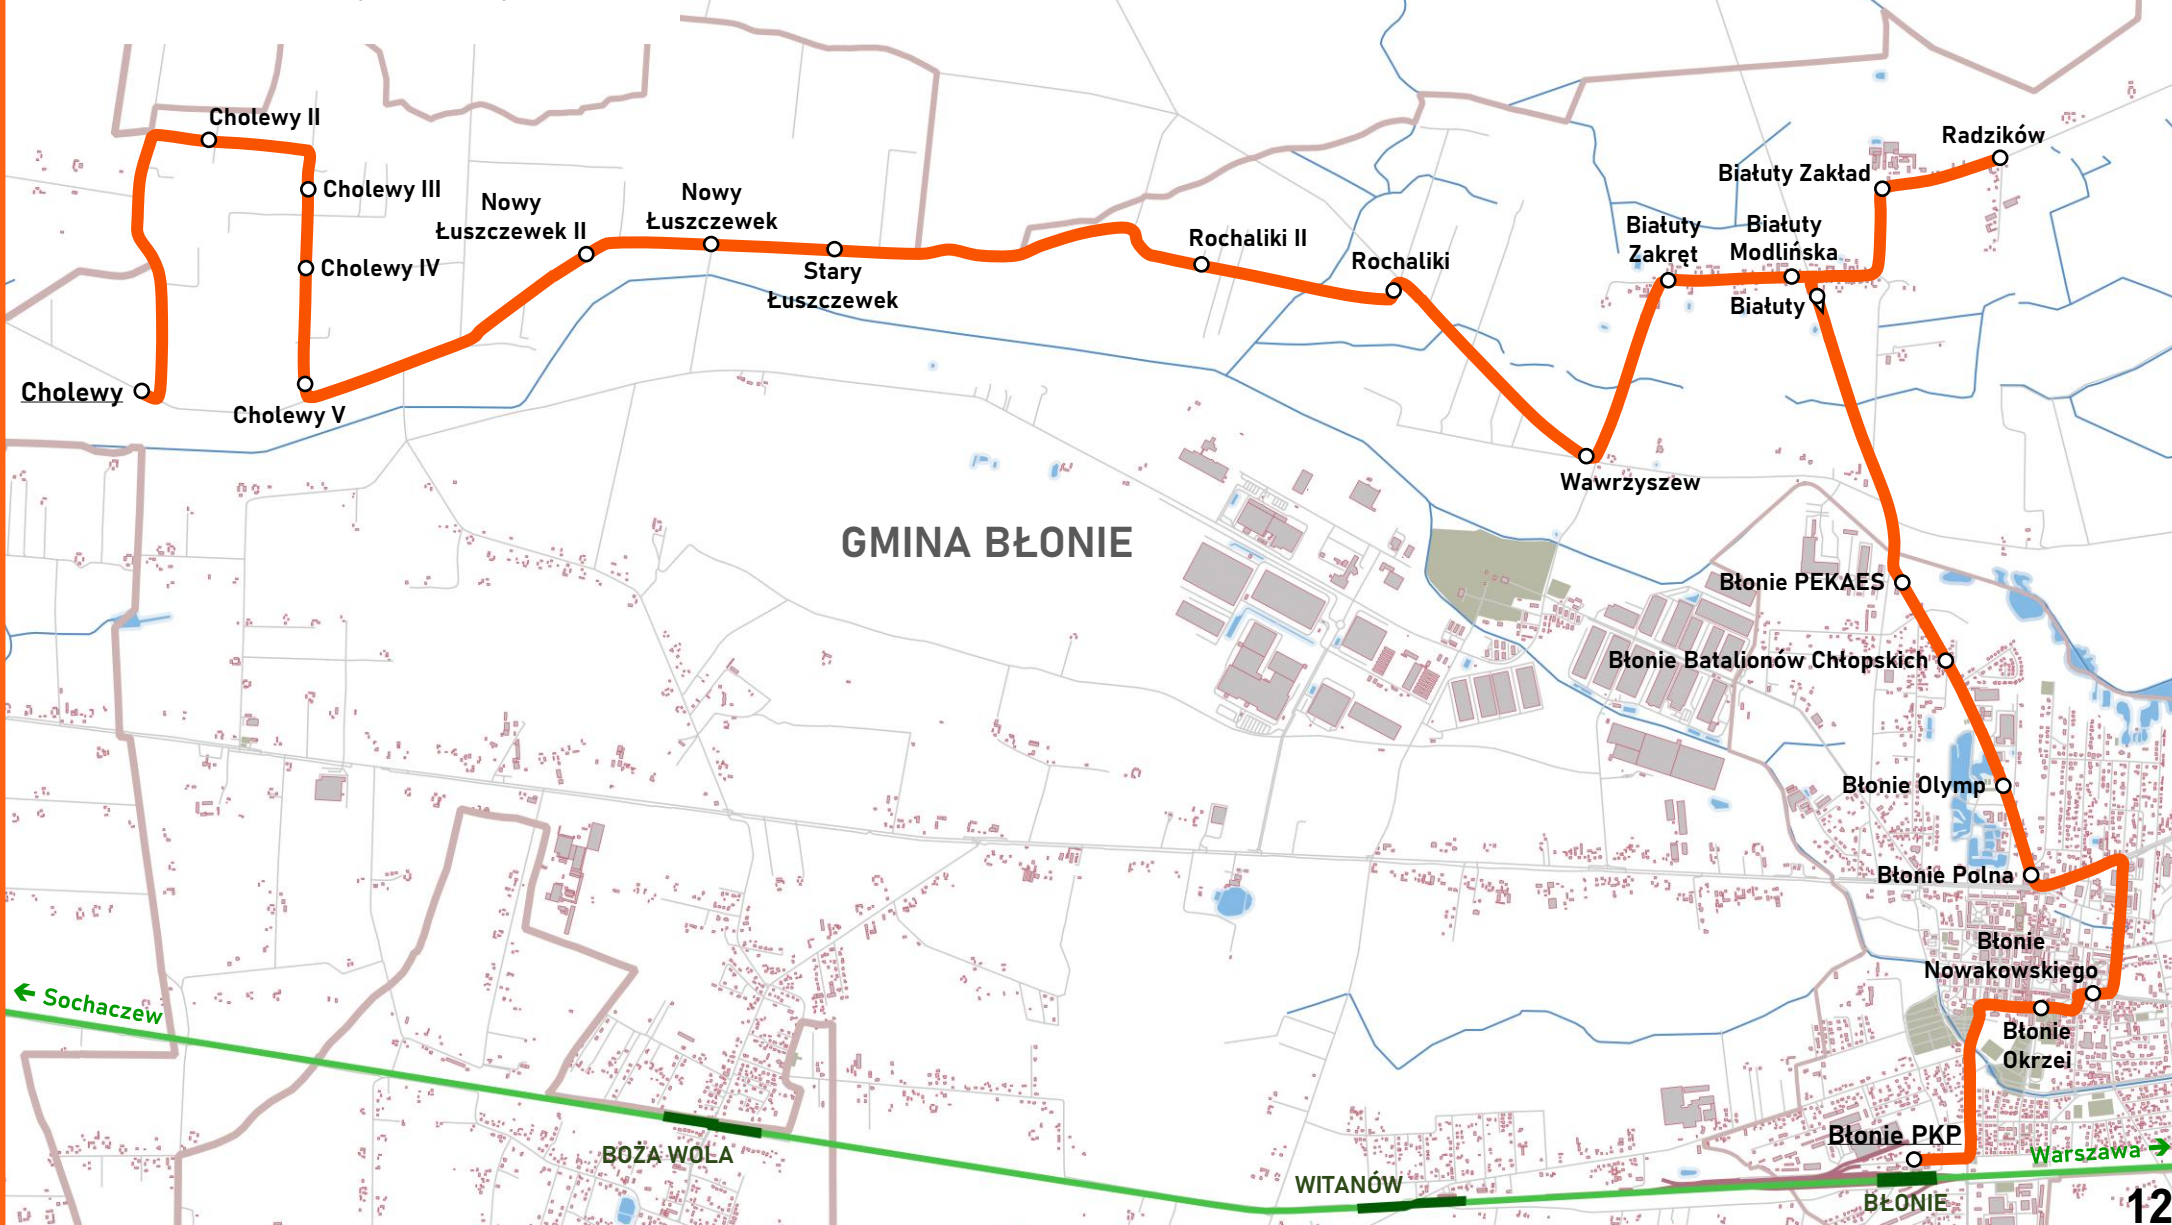 Cholewy II
Cholewy III
Cholewy IV
Cholewy V
Cholewy
Nowy
Łuszczewek II
Nowy
Łuszczewek
Stary
Łuszczewek
Rochaliki II
Rochaliki
Wawrzyszew
Białuty
Zakręt
Białuty
Modlińska
Białuty
Białuty Zakład
Radzików
GMINA BŁONIE
Błonie PEKAES
Błonie Batalionów Chłopskich
Błonie Olymp
Błonie Polna
Błonie
Nowakowskiego
Błonie
Okrzei
Błonie PKP
← Sochaczew
BOŻA WOLA
WITANÓW
BŁONIE
Warszawa →
12